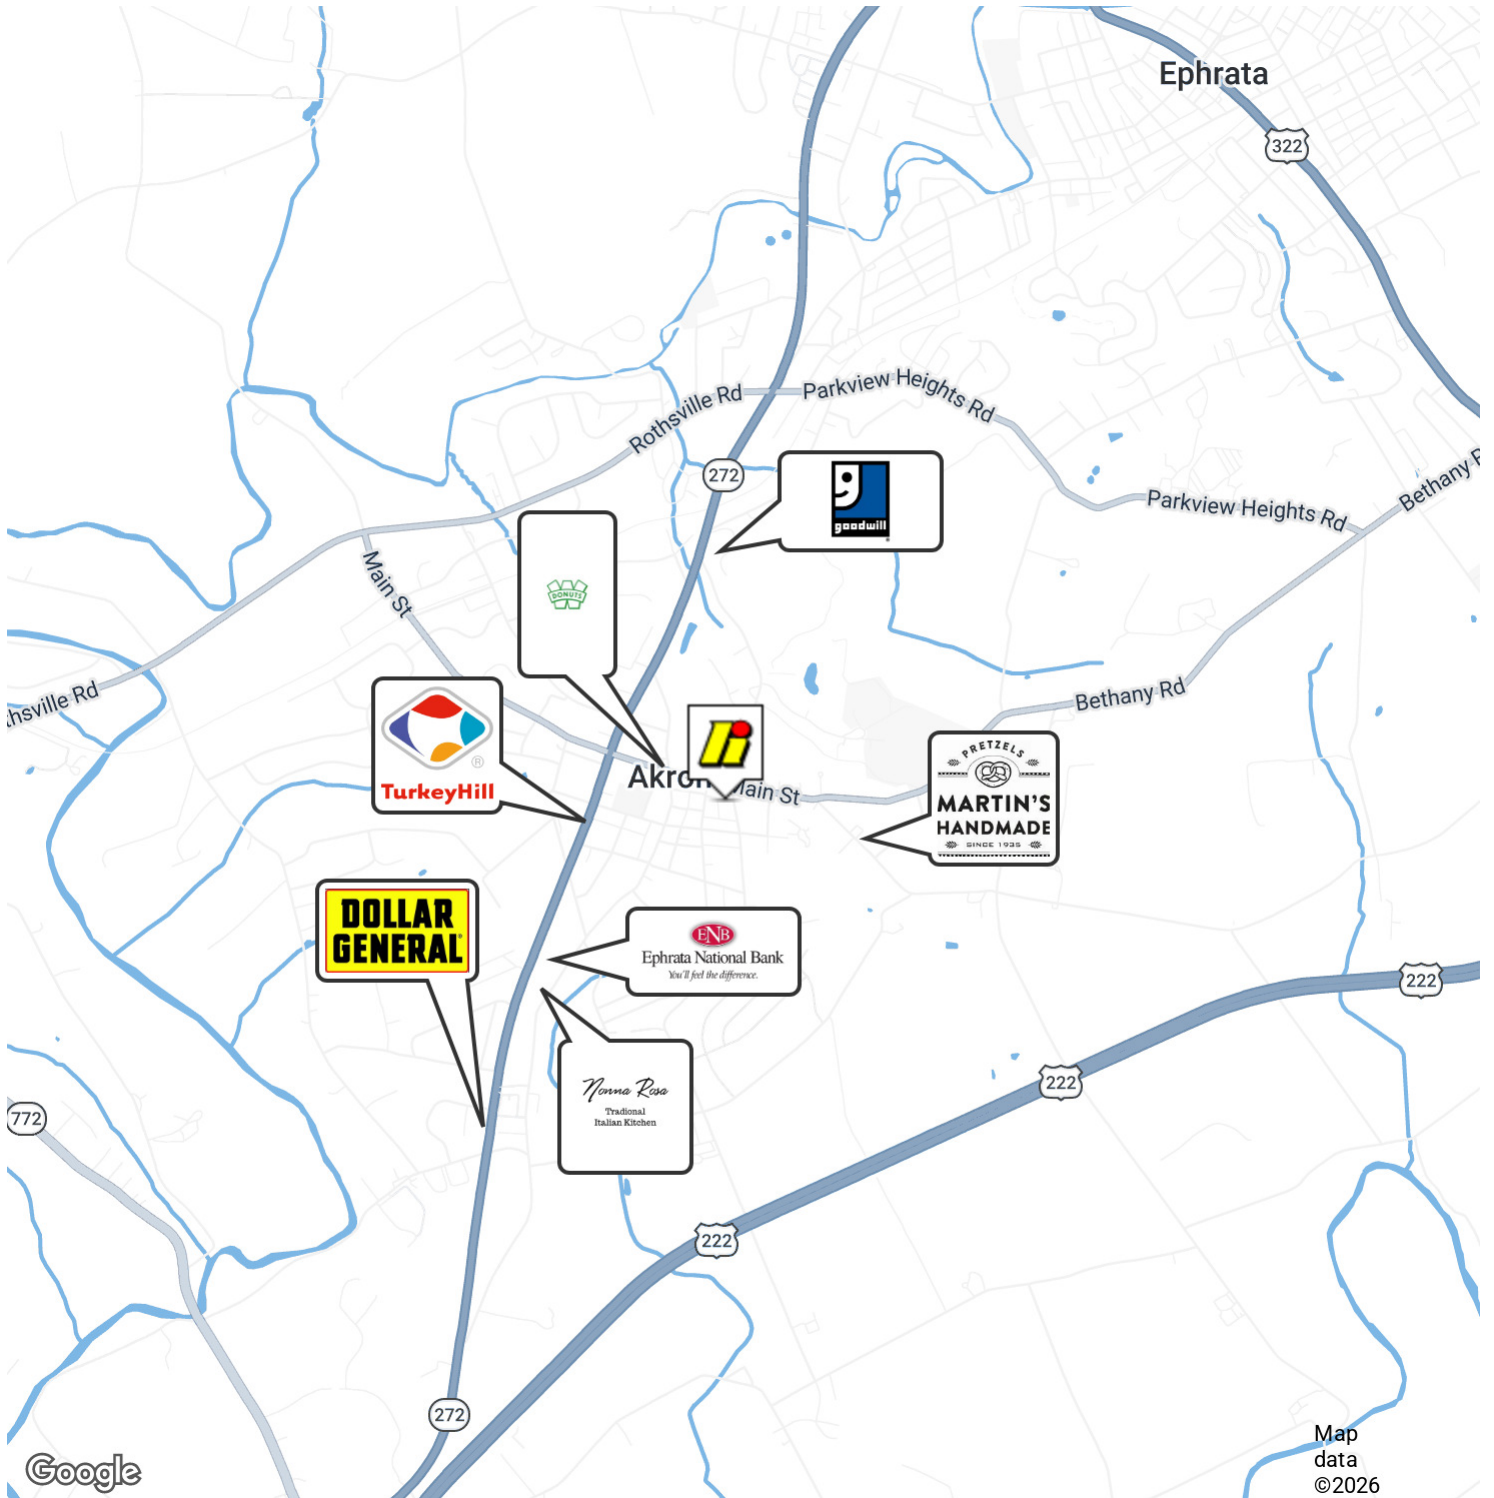 Ephrata
322
Rothsville Rd
Parkview Heights Rd
272
goodwill
Parkview Heights Rd
Bethany R
Main St
DONUTS
thsville Rd
Bethany Rd
TurkeyHill
®
Akron
Main St
PRETZELS
MARTIN'S
HANDMADE
SINCE 1935
DOLLAR
GENERAL
ENB
Ephrata National Bank
You'll feel the difference.
222
222
Nonna Rosa
Tradional
Italian Kitchen
772
222
272
Google
Map
data
©2026